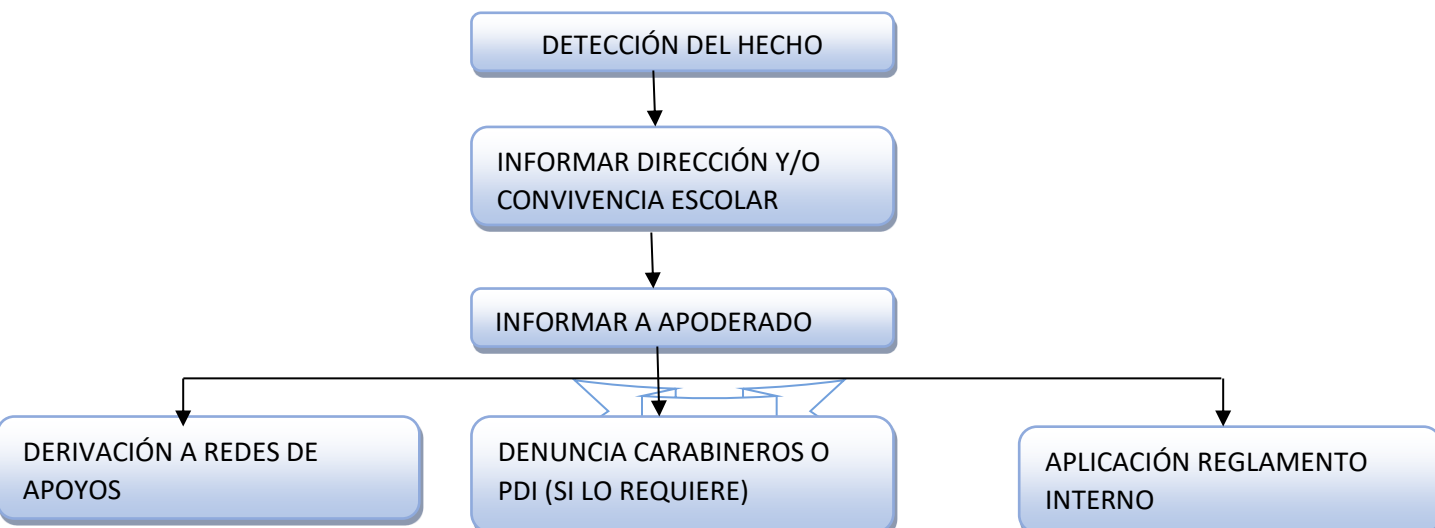 DETECCIÓN DEL HECHO
INFORMAR DIRECCIÓN Y/O
CONVIVENCIA ESCOLAR
INFORMAR A APODERADO
DERIVACIÓN A REDES DE
APOYOS
DENUNCIA CARABINEROS O
PDI (SI LO REQUIERE)
APLICACIÓN REGLAMENTO
INTERNO